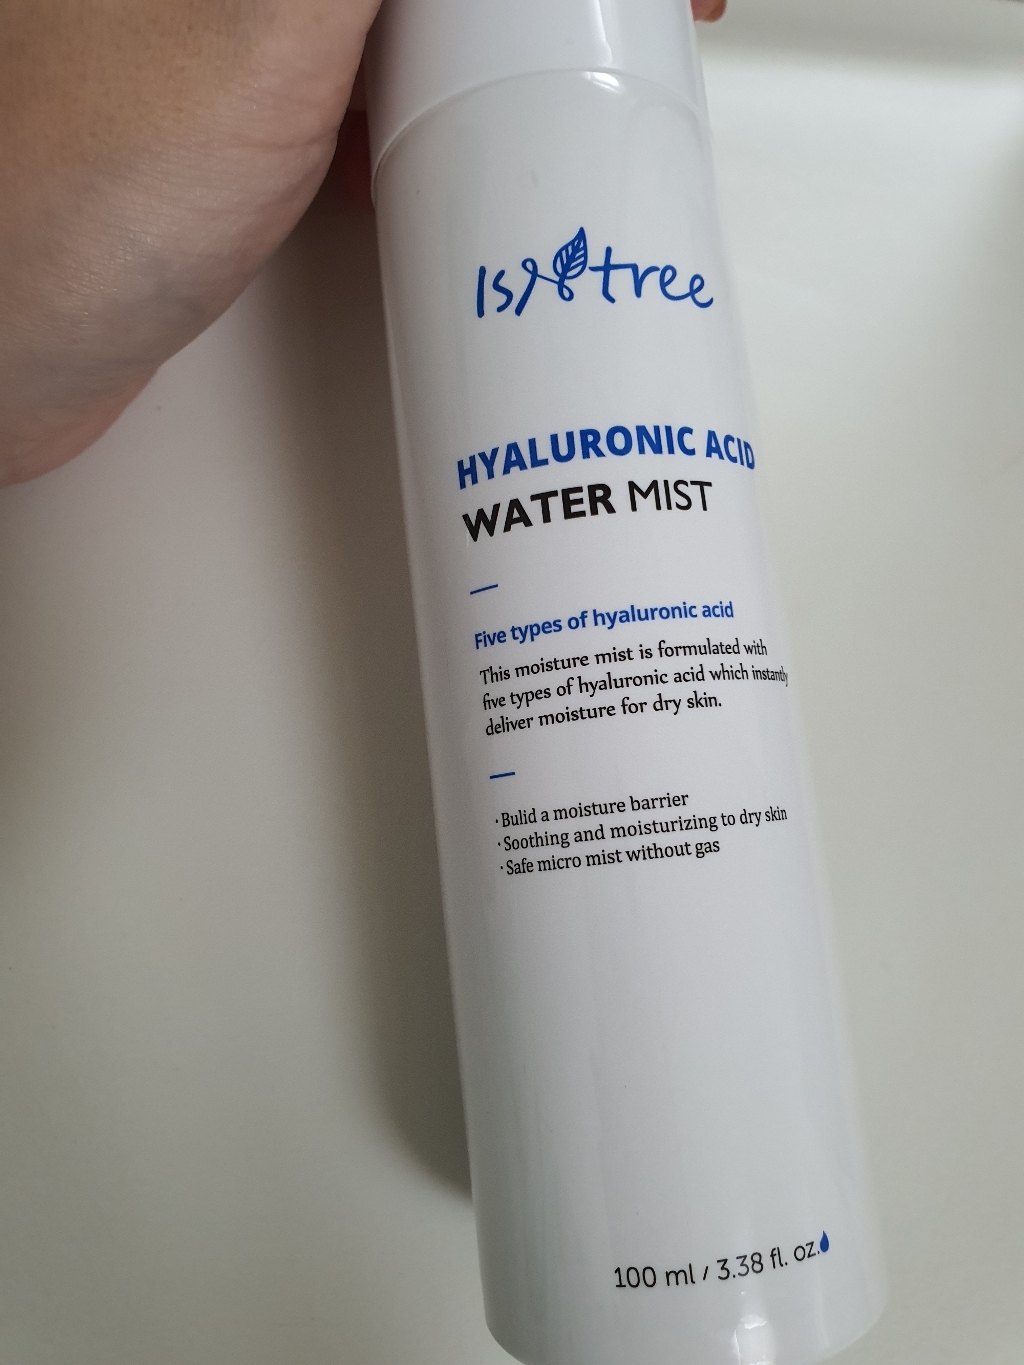 IsNtree
HYALURONIC ACID
WATER MIST
Five types of hyaluronic acid
This moisture mist is formulated with
five types of hyaluronic acid which instantly
deliver moisture for dry skin.
· Bulid a moisture barrier
· Soothing and moisturizing to dry skin
· Safe micro mist without gas
100 ml / 3.38 fl. oz.